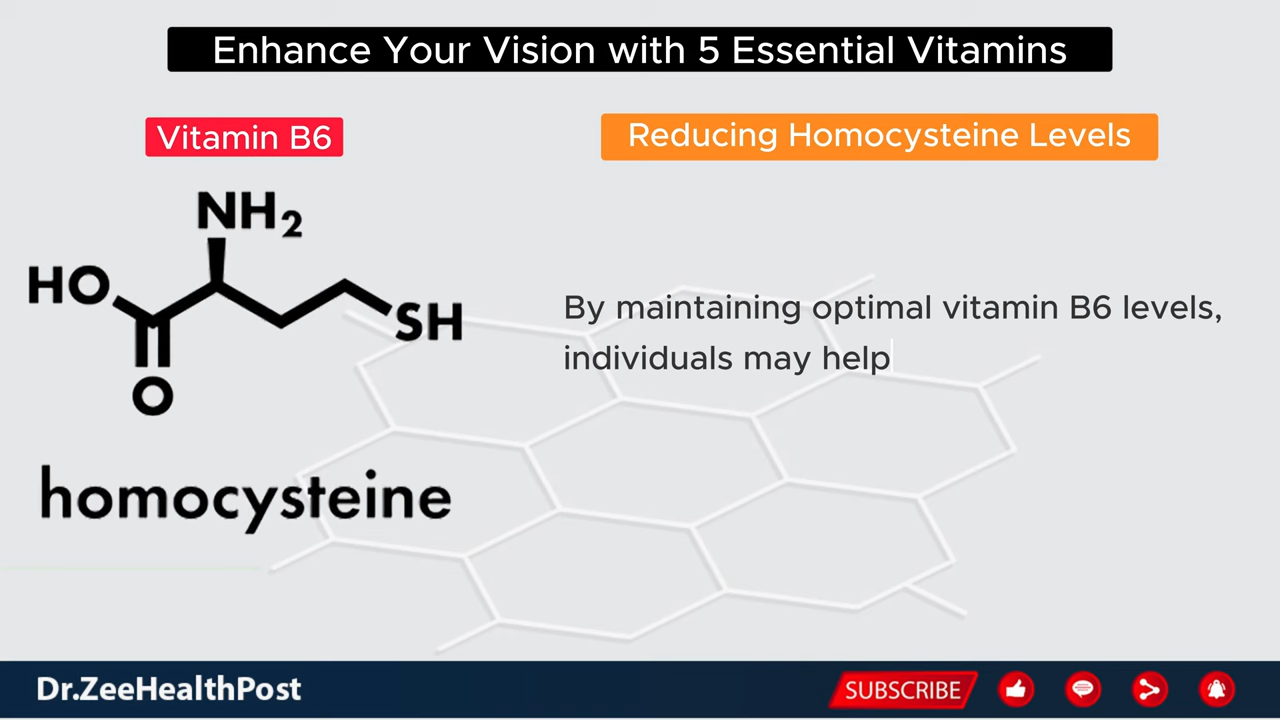 Enhance Your Vision with 5 Essential Vitamins
Vitamin B6
Reducing Homocysteine Levels
NH2
HO
SH
O
homocysteine
By maintaining optimal vitamin B6 levels,
individuals may help
Dr.ZeeHealthPost
SUBSCRIBE